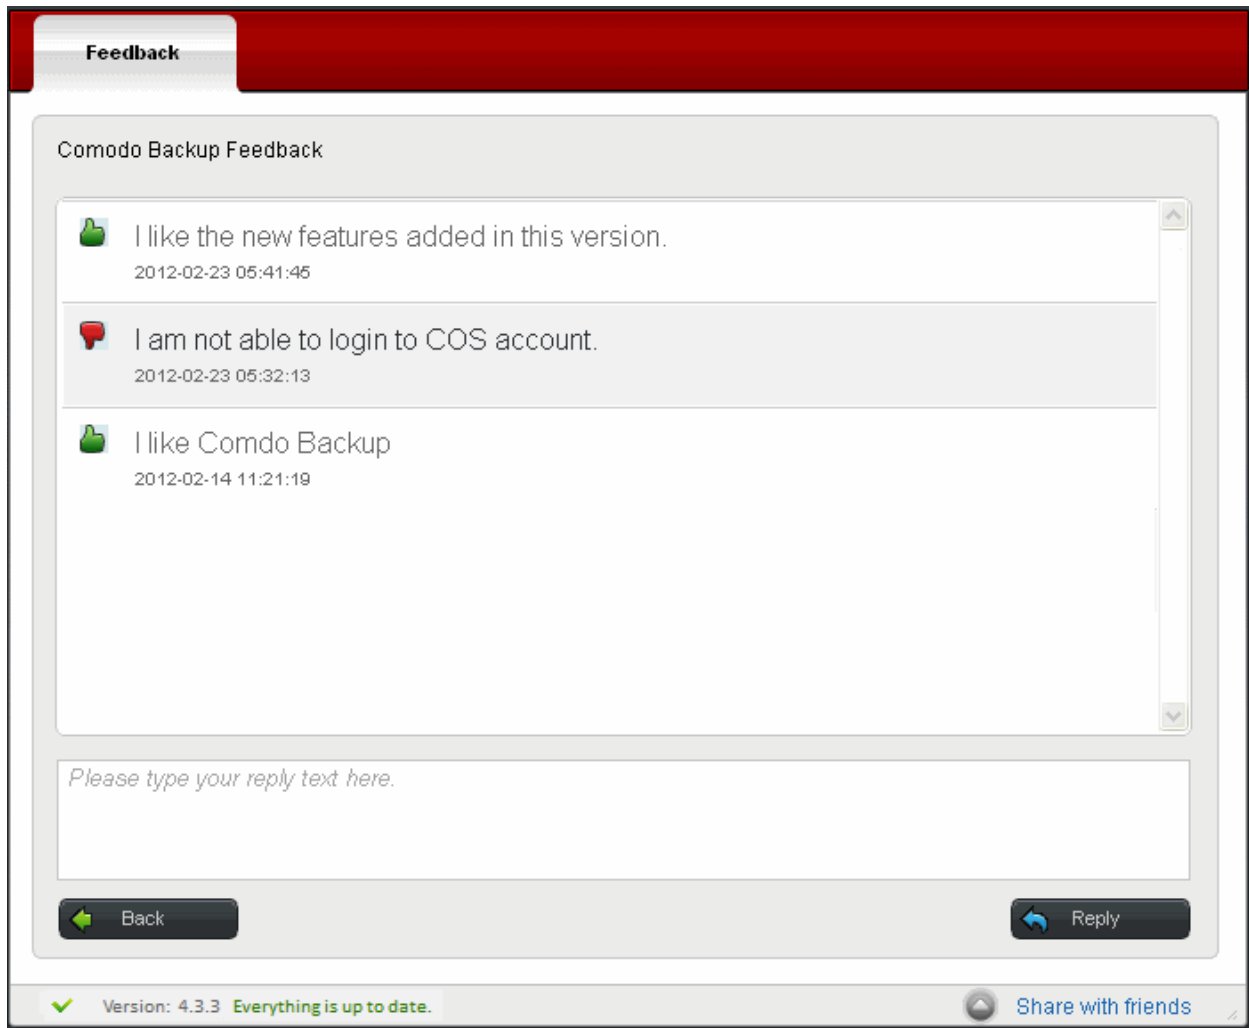 Feedback
Comodo Backup Feedback
I like the new features added in this version.
2012-02-23 05:41:45
I am not able to login to COS account.
2012-02-23 05:32:13
I like Comdo Backup
2012-02-14 11:21:19
Please type your reply text here.
Back
Reply
Version: 4.3.3 Everything is up to date.
Share with friends